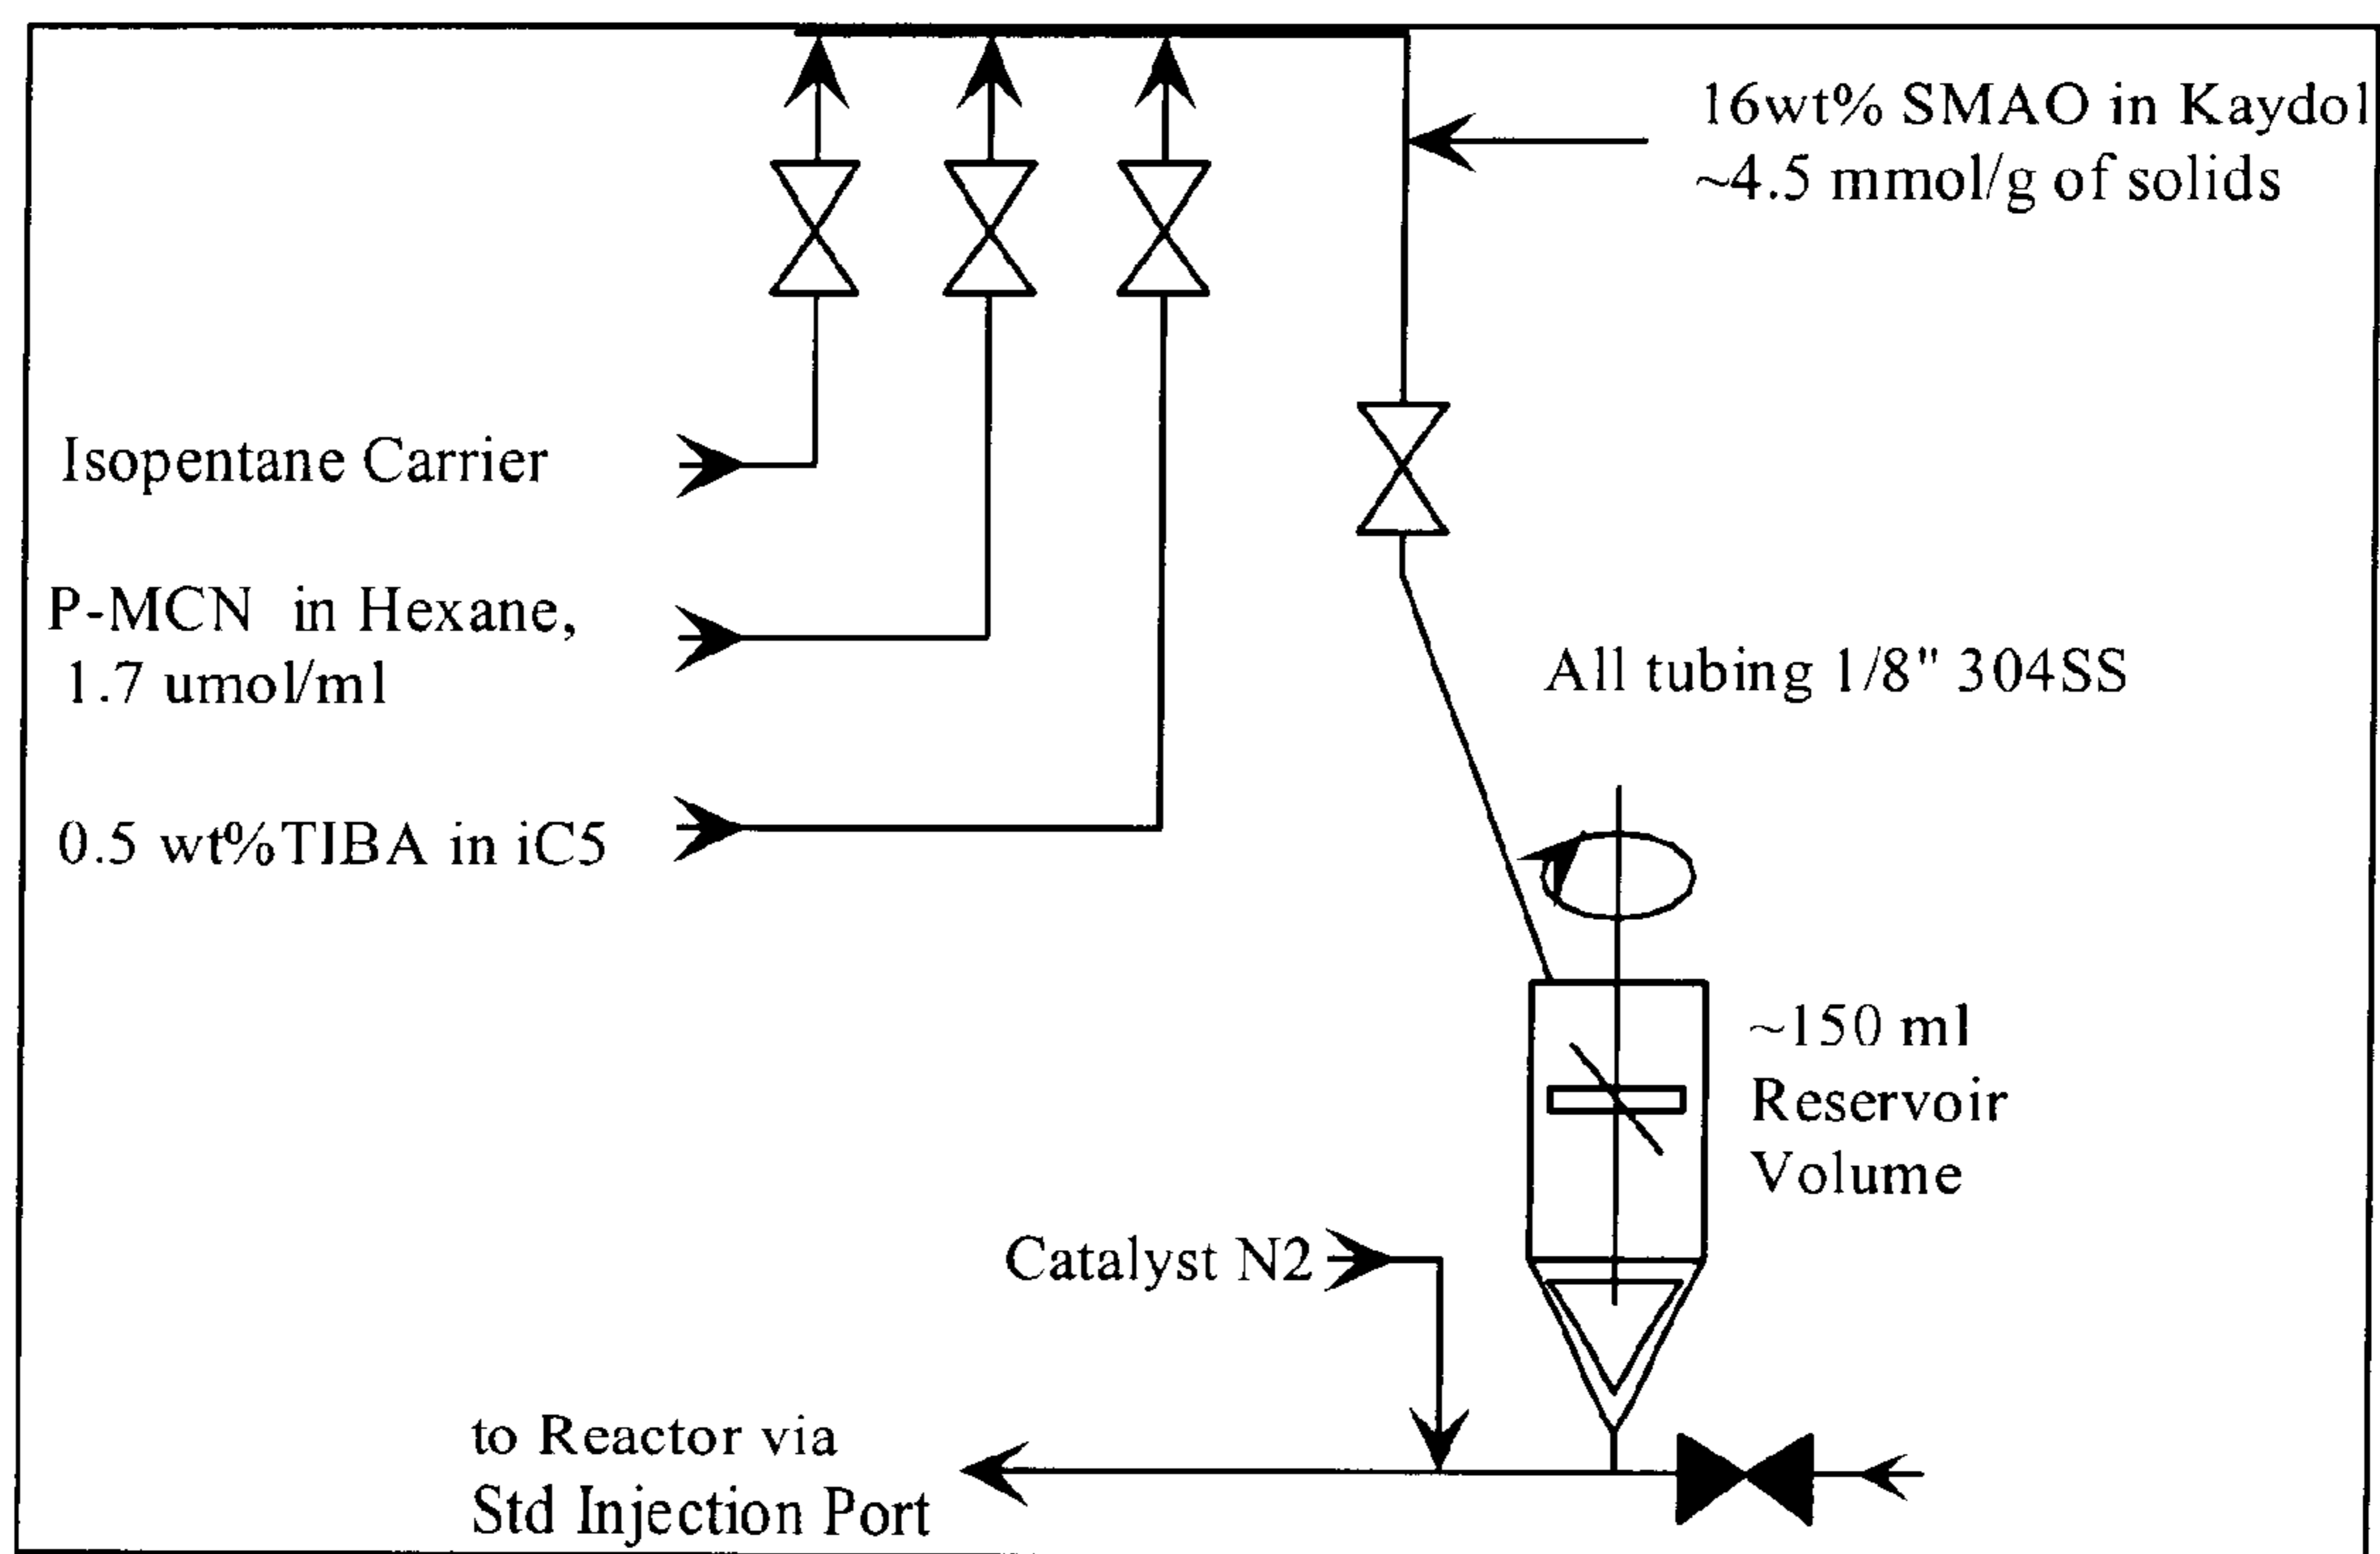 16wt% SMAO in Kaydol
~4.5 mmol/g of solids
Isopentane Carrier
P-MCN in Hexane,
1.7 umol/ml
All tubing 1/8" 304SS
0.5 wt%TIBA in iC5
~150 ml
Reservoir
Volume
Catalyst N2
to Reactor via
Std Injection Port